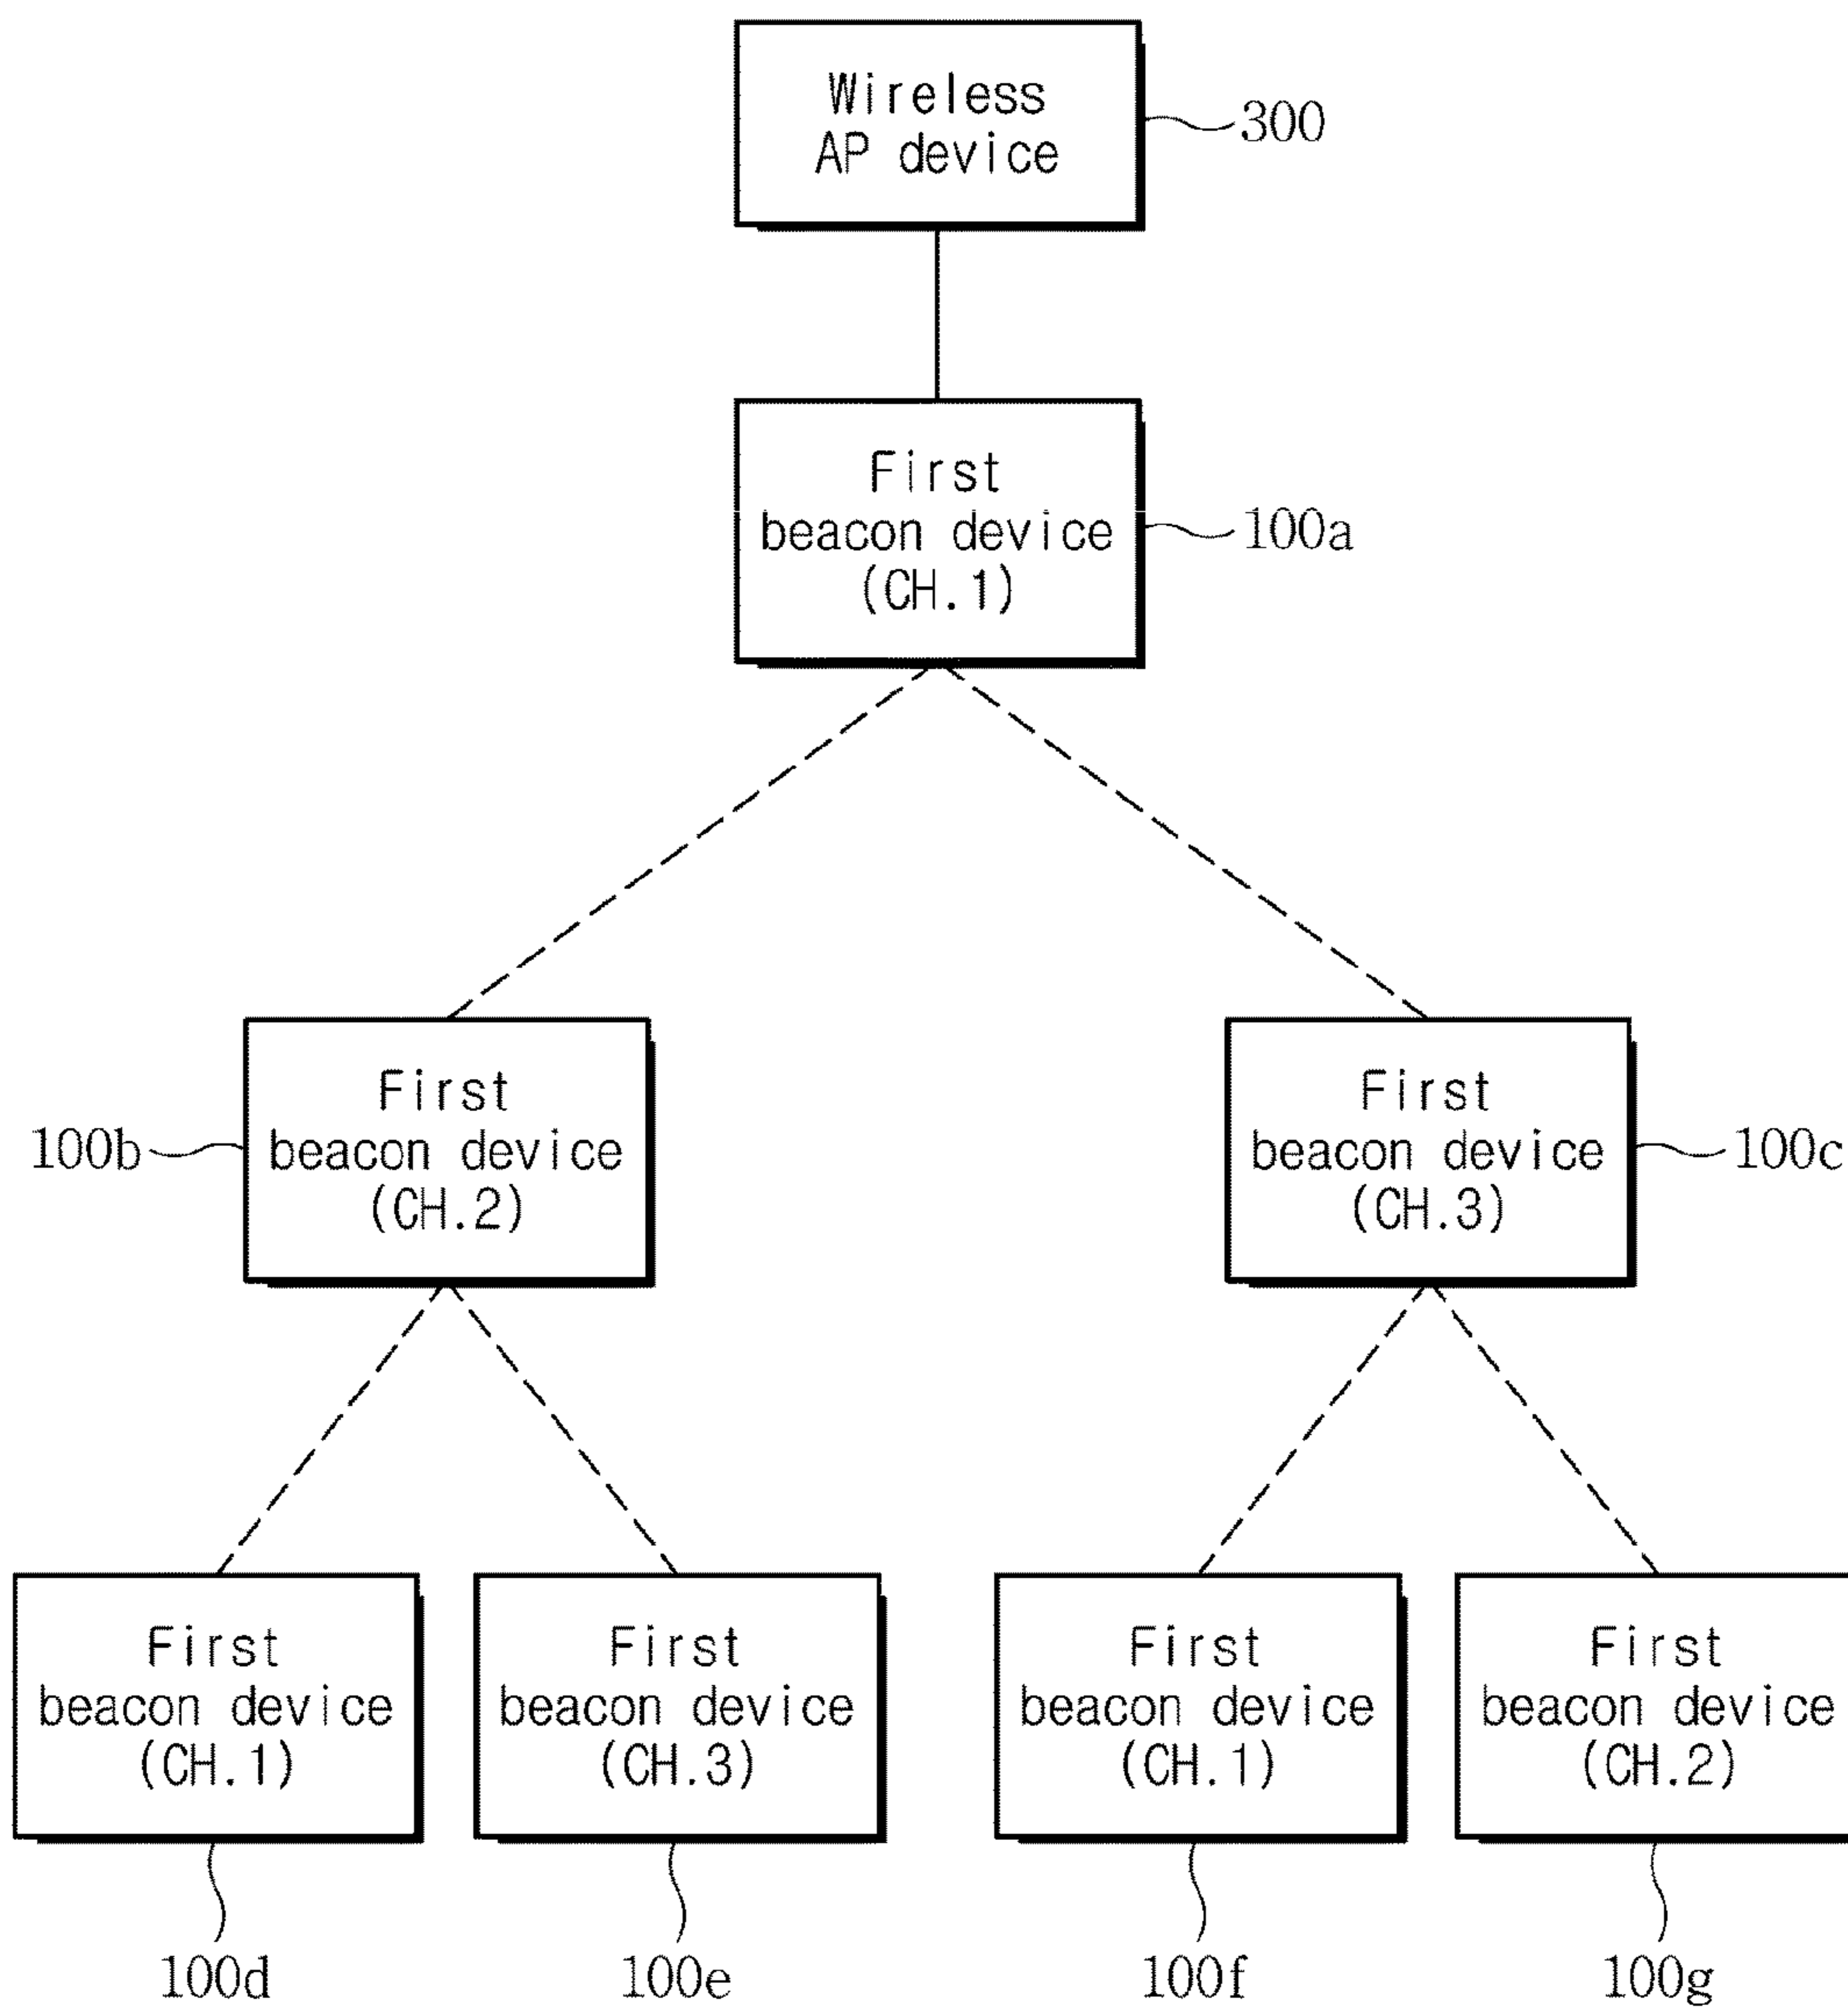 Wireless
AP device
300
First
beacon device
(CH.1)
100a
First
beacon device
(CH.2)
100b
First
beacon device
(CH.3)
100c
First
beacon device
(CH.1)
100d
First
beacon device
(CH.3)
100e
First
beacon device
(CH.1)
100f
First
beacon device
(CH.2)
100g